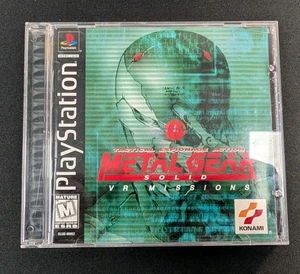 PlayStation
TACTICAL ESPIONAGE ACTION
METAL GEAR
SOLID
VR MISSIONS
MATURE
M
ESRB
KONAMI